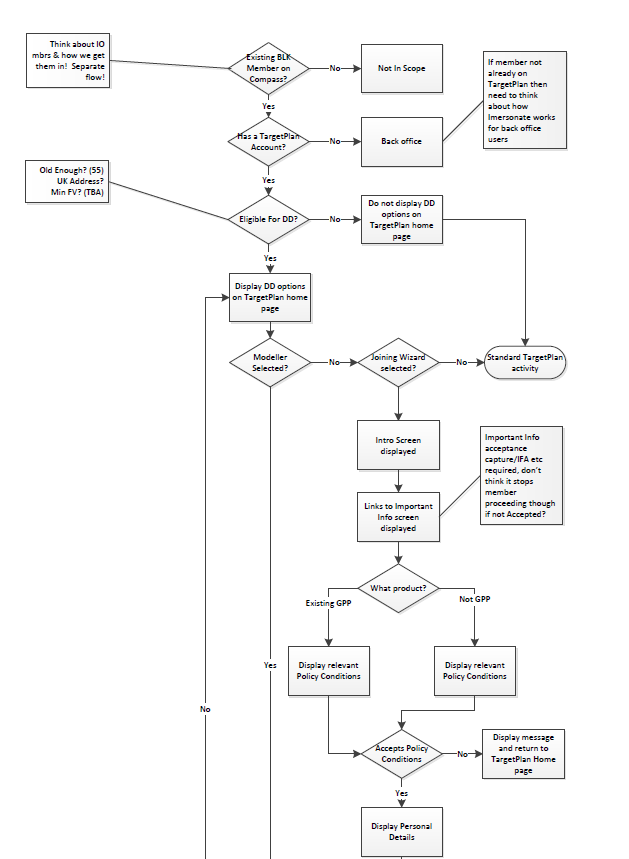 Think about IO
mbrs & how we get
them in!  Separate
flow!
Existing BLK
Member on
Compass?
No
Not In Scope
If member not
already on
TargetPlan then
need to think
about how
Imersonate works
for back office
users
Yes
Has a TargetPlan
Account?
No
Back office
Yes
Old Enough? (55)
UK Address?
Min FV? (TBA)
Eligible For DD?
No
Do not display DD
options on
TargetPlan home
page
Yes
Display DD options
on TargetPlan home
page
Modeller
Selected?
No
Joining Wizard
selected?
No
Standard TargetPlan
activity
Intro Screen
displayed
Important Info
acceptance
capture/IFA etc
required, don't
think it stops
member
proceeding though
if not Accepted?
Links to Important
Info screen
displayed
What product?
Existing GPP
Not GPP
Yes
Display relevant
Policy Conditions
Display relevant
Policy Conditions
No
Accepts Policy
Conditions
No
Display message
and return to
TargetPlan Home
page
Yes
Display Personal
Details